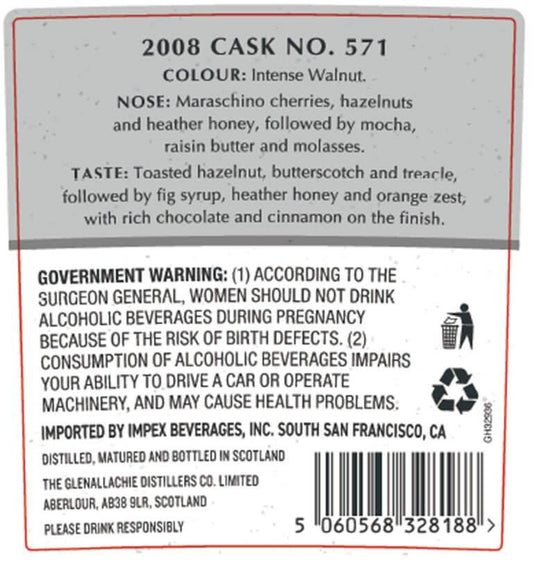 2008 CASK NO. 571
COLOUR: Intense Walnut.
NOSE: Maraschino cherries, hazelnuts
and heather honey, followed by mocha,
raisin butter and molasses.
TASTE: Toasted hazelnut, butterscotch and treacle,
followed by fig syrup, heather honey and orange zest,
with rich chocolate and cinnamon on the finish.
GOVERNMENT WARNING: (1) ACCORDING TO THE
SURGEON GENERAL, WOMEN SHOULD NOT DRINK
ALCOHOLIC BEVERAGES DURING PREGNANCY
BECAUSE OF THE RISK OF BIRTH DEFECTS. (2)
CONSUMPTION OF ALCOHOLIC BEVERAGES IMPAIRS
YOUR ABILITY TO DRIVE A CAR OR OPERATE
MACHINERY, AND MAY CAUSE HEALTH PROBLEMS.
IMPORTED BY IMPEX BEVERAGES, INC. SOUTH SAN FRANCISCO, CA
DISTILLED, MATURED AND BOTTLED IN SCOTLAND
THE GLENALLACHIE DISTILLERS CO. LIMITED
ABERLOUR, AB38 9LR, SCOTLAND
PLEASE DRINK RESPONSIBLY
5 060568 328188 >
GH32936